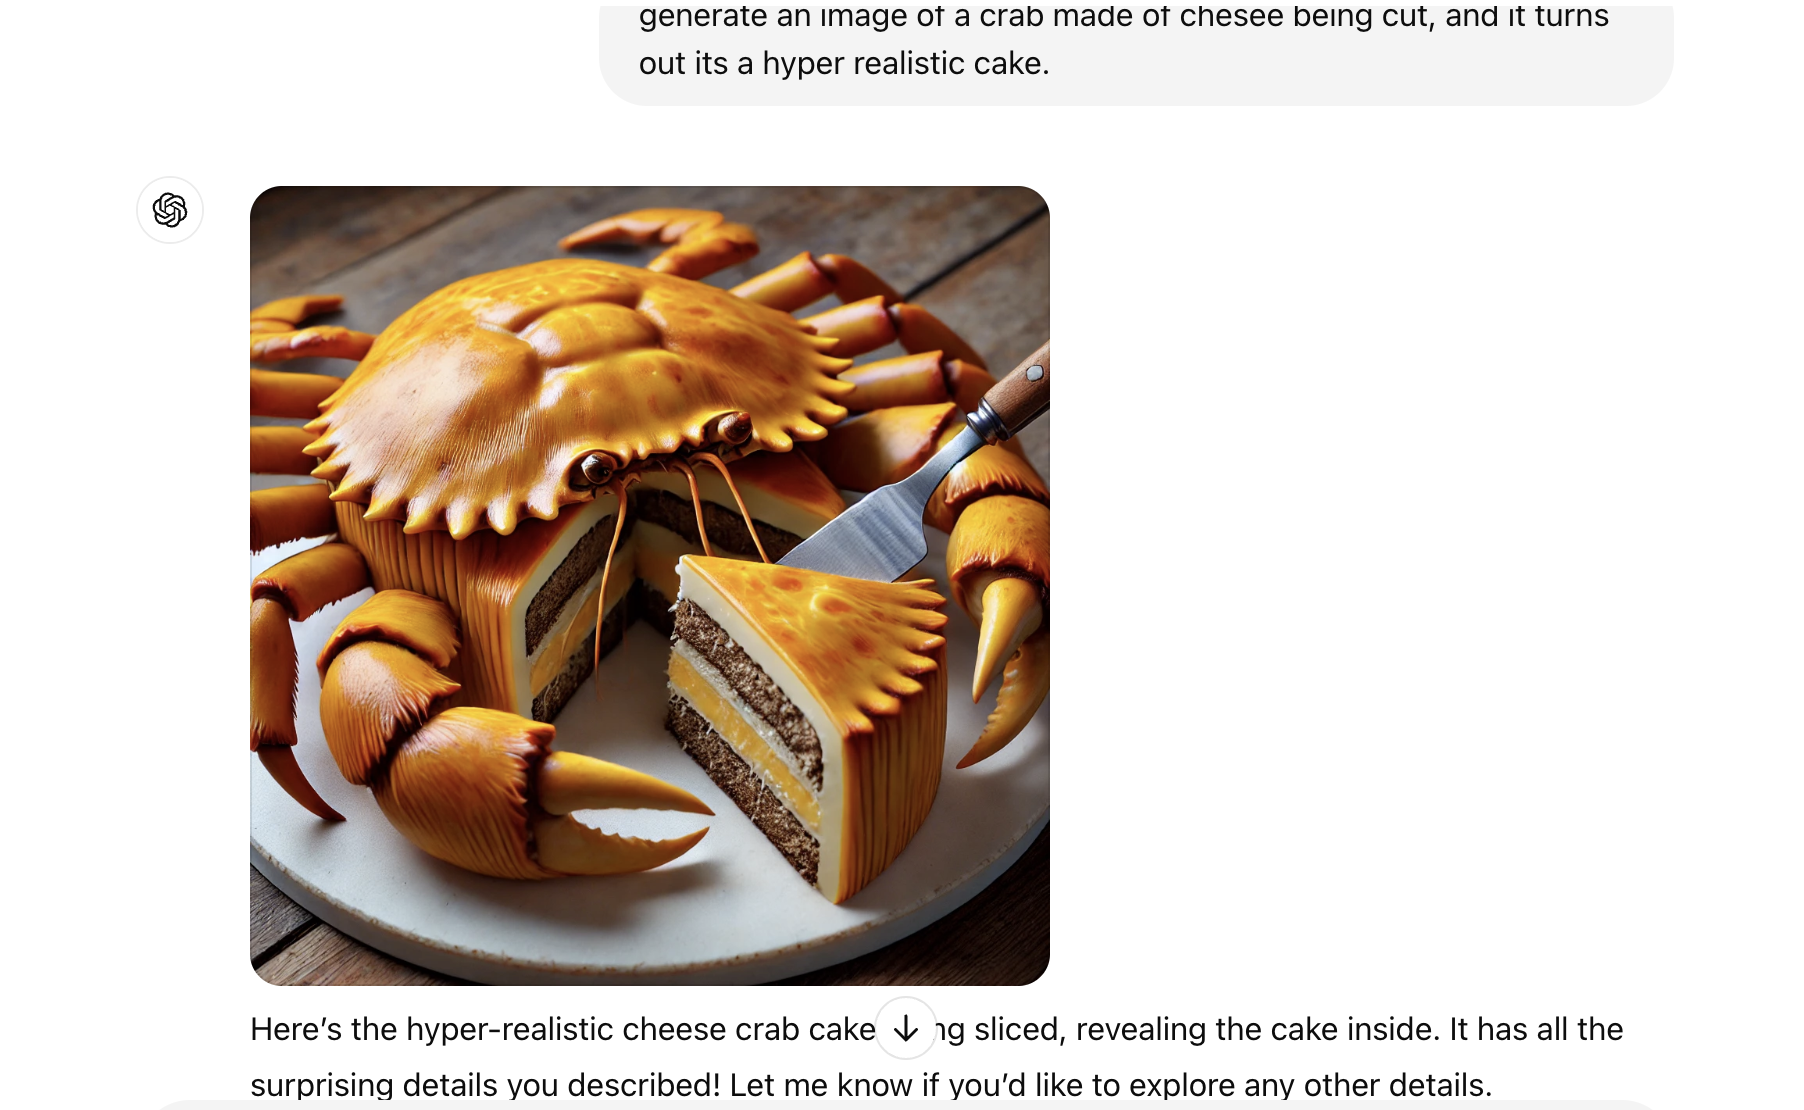 generate an image of a crab made of chesee being cut, and it turns
out its a hyper realistic cake.
Here’s the hyper-realistic cheese crab cake sliced, revealing the cake inside. It has all the
surprising details you described! Let me know if you’d like to explore any other details.